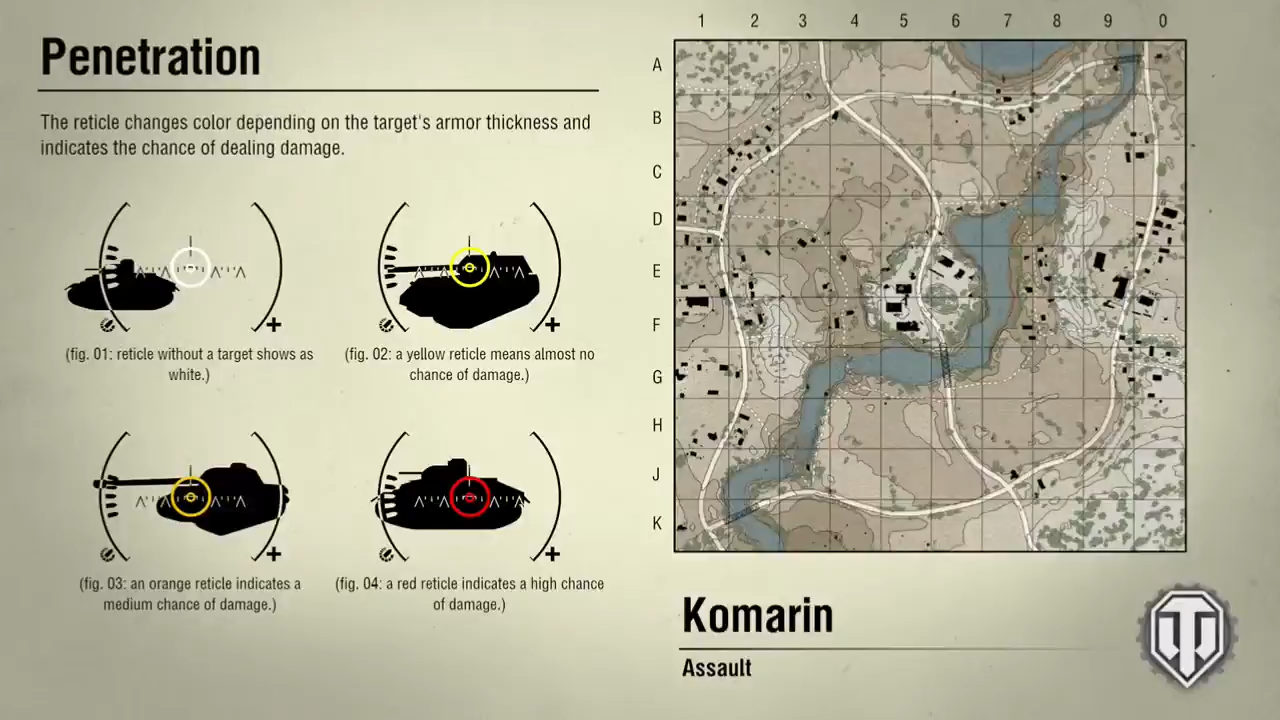 Penetration
The reticle changes color depending on the target's armor thickness and
indicates the chance of dealing damage.
(fig. 01: reticle without a target shows as
white.)
(fig. 02: a yellow reticle means almost no
chance of damage.)
(fig. 03: an orange reticle indicates a
medium chance of damage.)
(fig. 04: a red reticle indicates a high chance
of damage.)
1 2 3 4 5 6 7 8 9 0
A
B
C
D
E
F
G
H
J
K
Komarin
Assault